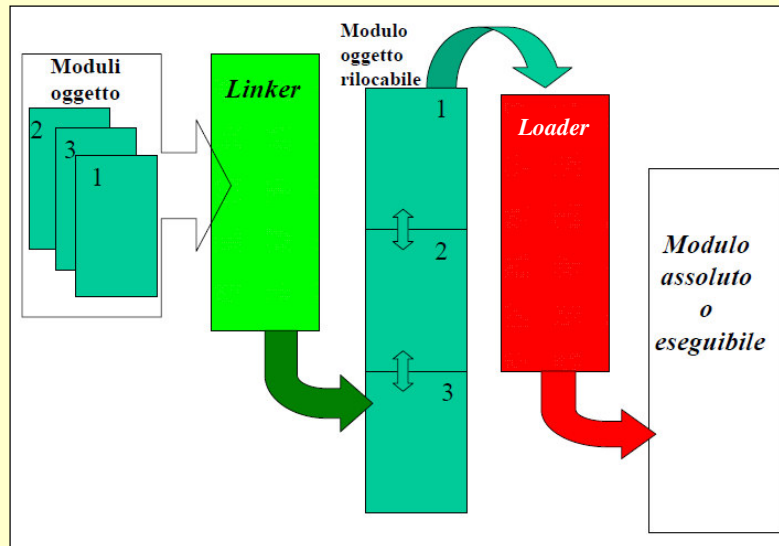 Moduli
oggetto
2
3
1
Linker
Modulo
oggetto
rilocabile
1
2
3
Loader
Modulo
assoluto
o
eseguibile